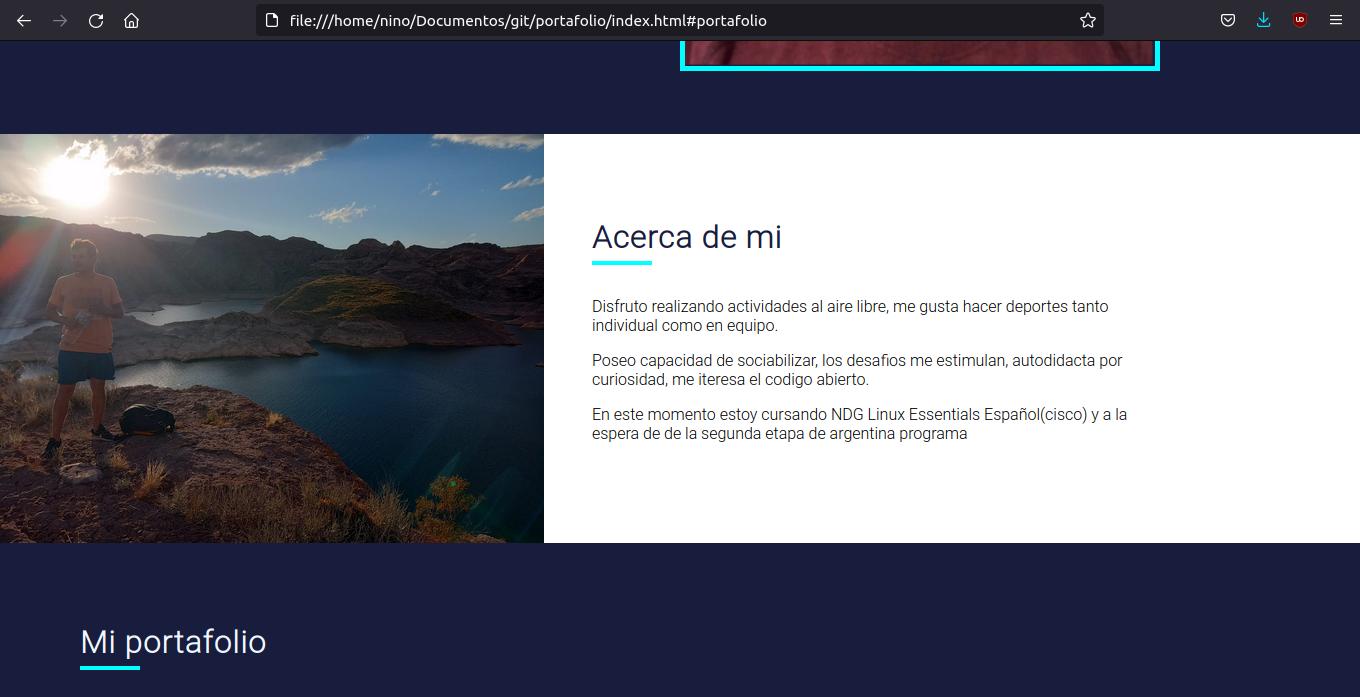 file:///home/nino/Documentos/git/portafolio/index.html#portafolio
Acerca de mi
Disfruto realizando actividades al aire libre, me gusta hacer deportes tanto
individual como en equipo.
Poseo capacidad de sociabilizar, los desafios me estimulan, autodidacta por
curiosidad, me iteresa el codigo abierto.
En este momento estoy cursando NDG Linux Essentials Español(cisco) y a la
espera de de la segunda etapa de argentina programa
Mi portafolio